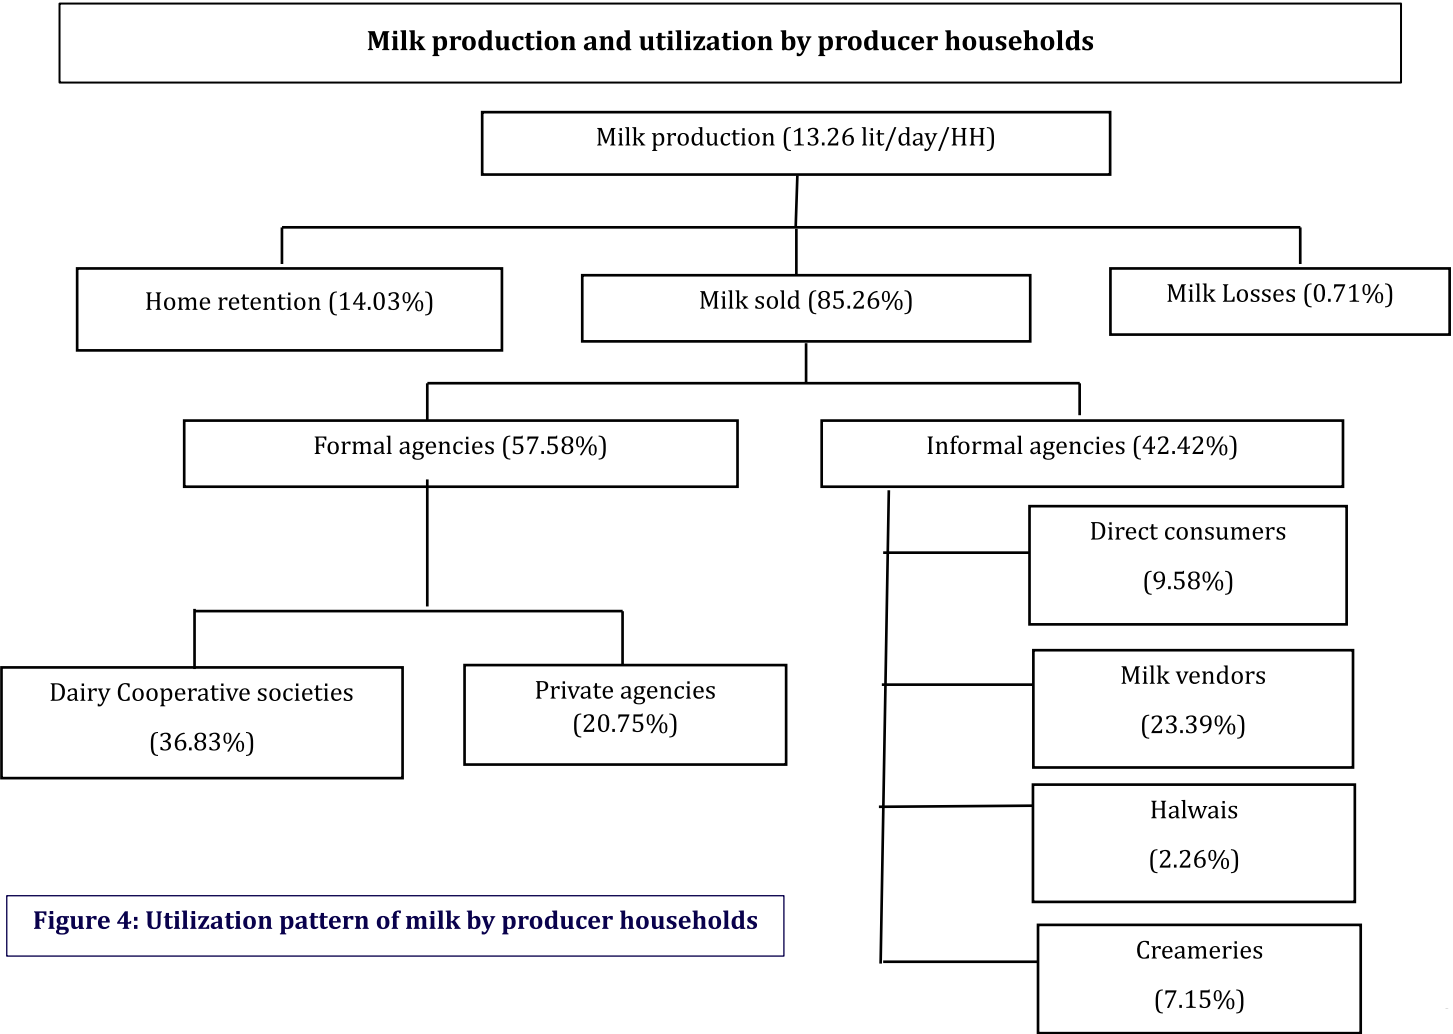 Milk production and utilization by producer households
Milk production (13.26 lit/day/HH)
Home retention (14.03%)
Milk sold (85.26%)
Milk Losses (0.71%)
Formal agencies (57.58%)
Informal agencies (42.42%)
Direct consumers
(9.58%)
Dairy Cooperative societies
(36.83%)
Private agencies
(20.75%)
Milk vendors
(23.39%)
Halwais
(2.26%)
Creameries
(7.15%)
Figure 4: Utilization pattern of milk by producer households